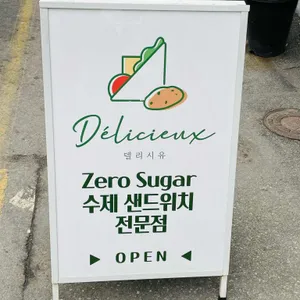 Délicieux
델리시유
Zero Sugar
수제 샌드위치
전문점
▶ OPEN ◀